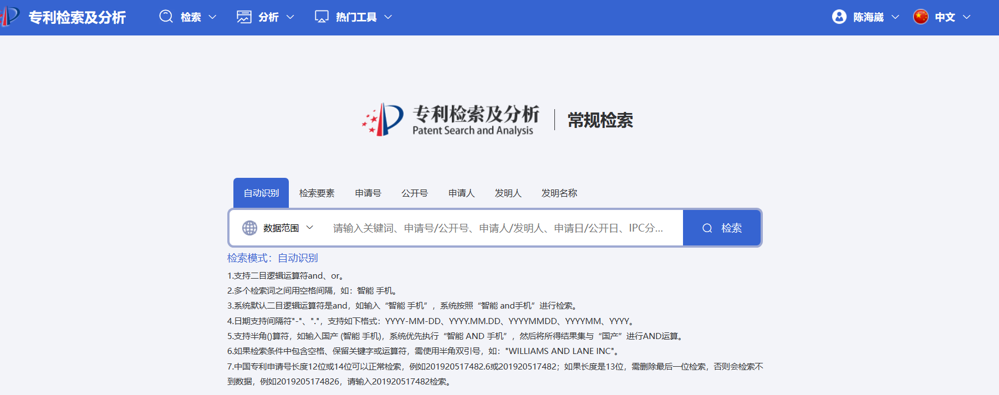 专利检索及分析 检索 分析 热门工具 陈海崴 中文
专利检索及分析
Patent Search and Analysis
常规检索
自动识别 检索要素 申请号 公开号 申请人 发明人 发明名称
数据范围 请输入关键词、申请号/公开号、申请人/发明人、申请日/公开日、IPC分... 检索
检索模式：自动识别
1.支持二目逻辑运算符and、or。
2.多个检索词之间用空格间隔，如：智能 手机。
3.系统默认二目逻辑运算符是and，如输入“智能 手机”，系统按照“智能 and手机”进行检索。
4.日期支持间隔符"-"、"."，支持如下格式：YYYY-MM-DD、YYYY.MM.DD、YYYYMMDD、YYYYMM、YYYY。
5.支持半角()算符，如输入国产 (智能 手机)，系统优先执行“智能 AND 手机”，然后将所得结果集与“国产”进行AND运算。
6.如果检索条件中包含空格、保留关键字或运算符，需使用半角双引号，如："WILLIAMS AND LANE INC"。
7.中国专利申请号长度12位或14位可以正常检索，例如201920517482.6或201920517482；如果长度是13位，需删除最后一位检索，否则会检索不
到数据，例如2019205174826，请输入201920517482检索。